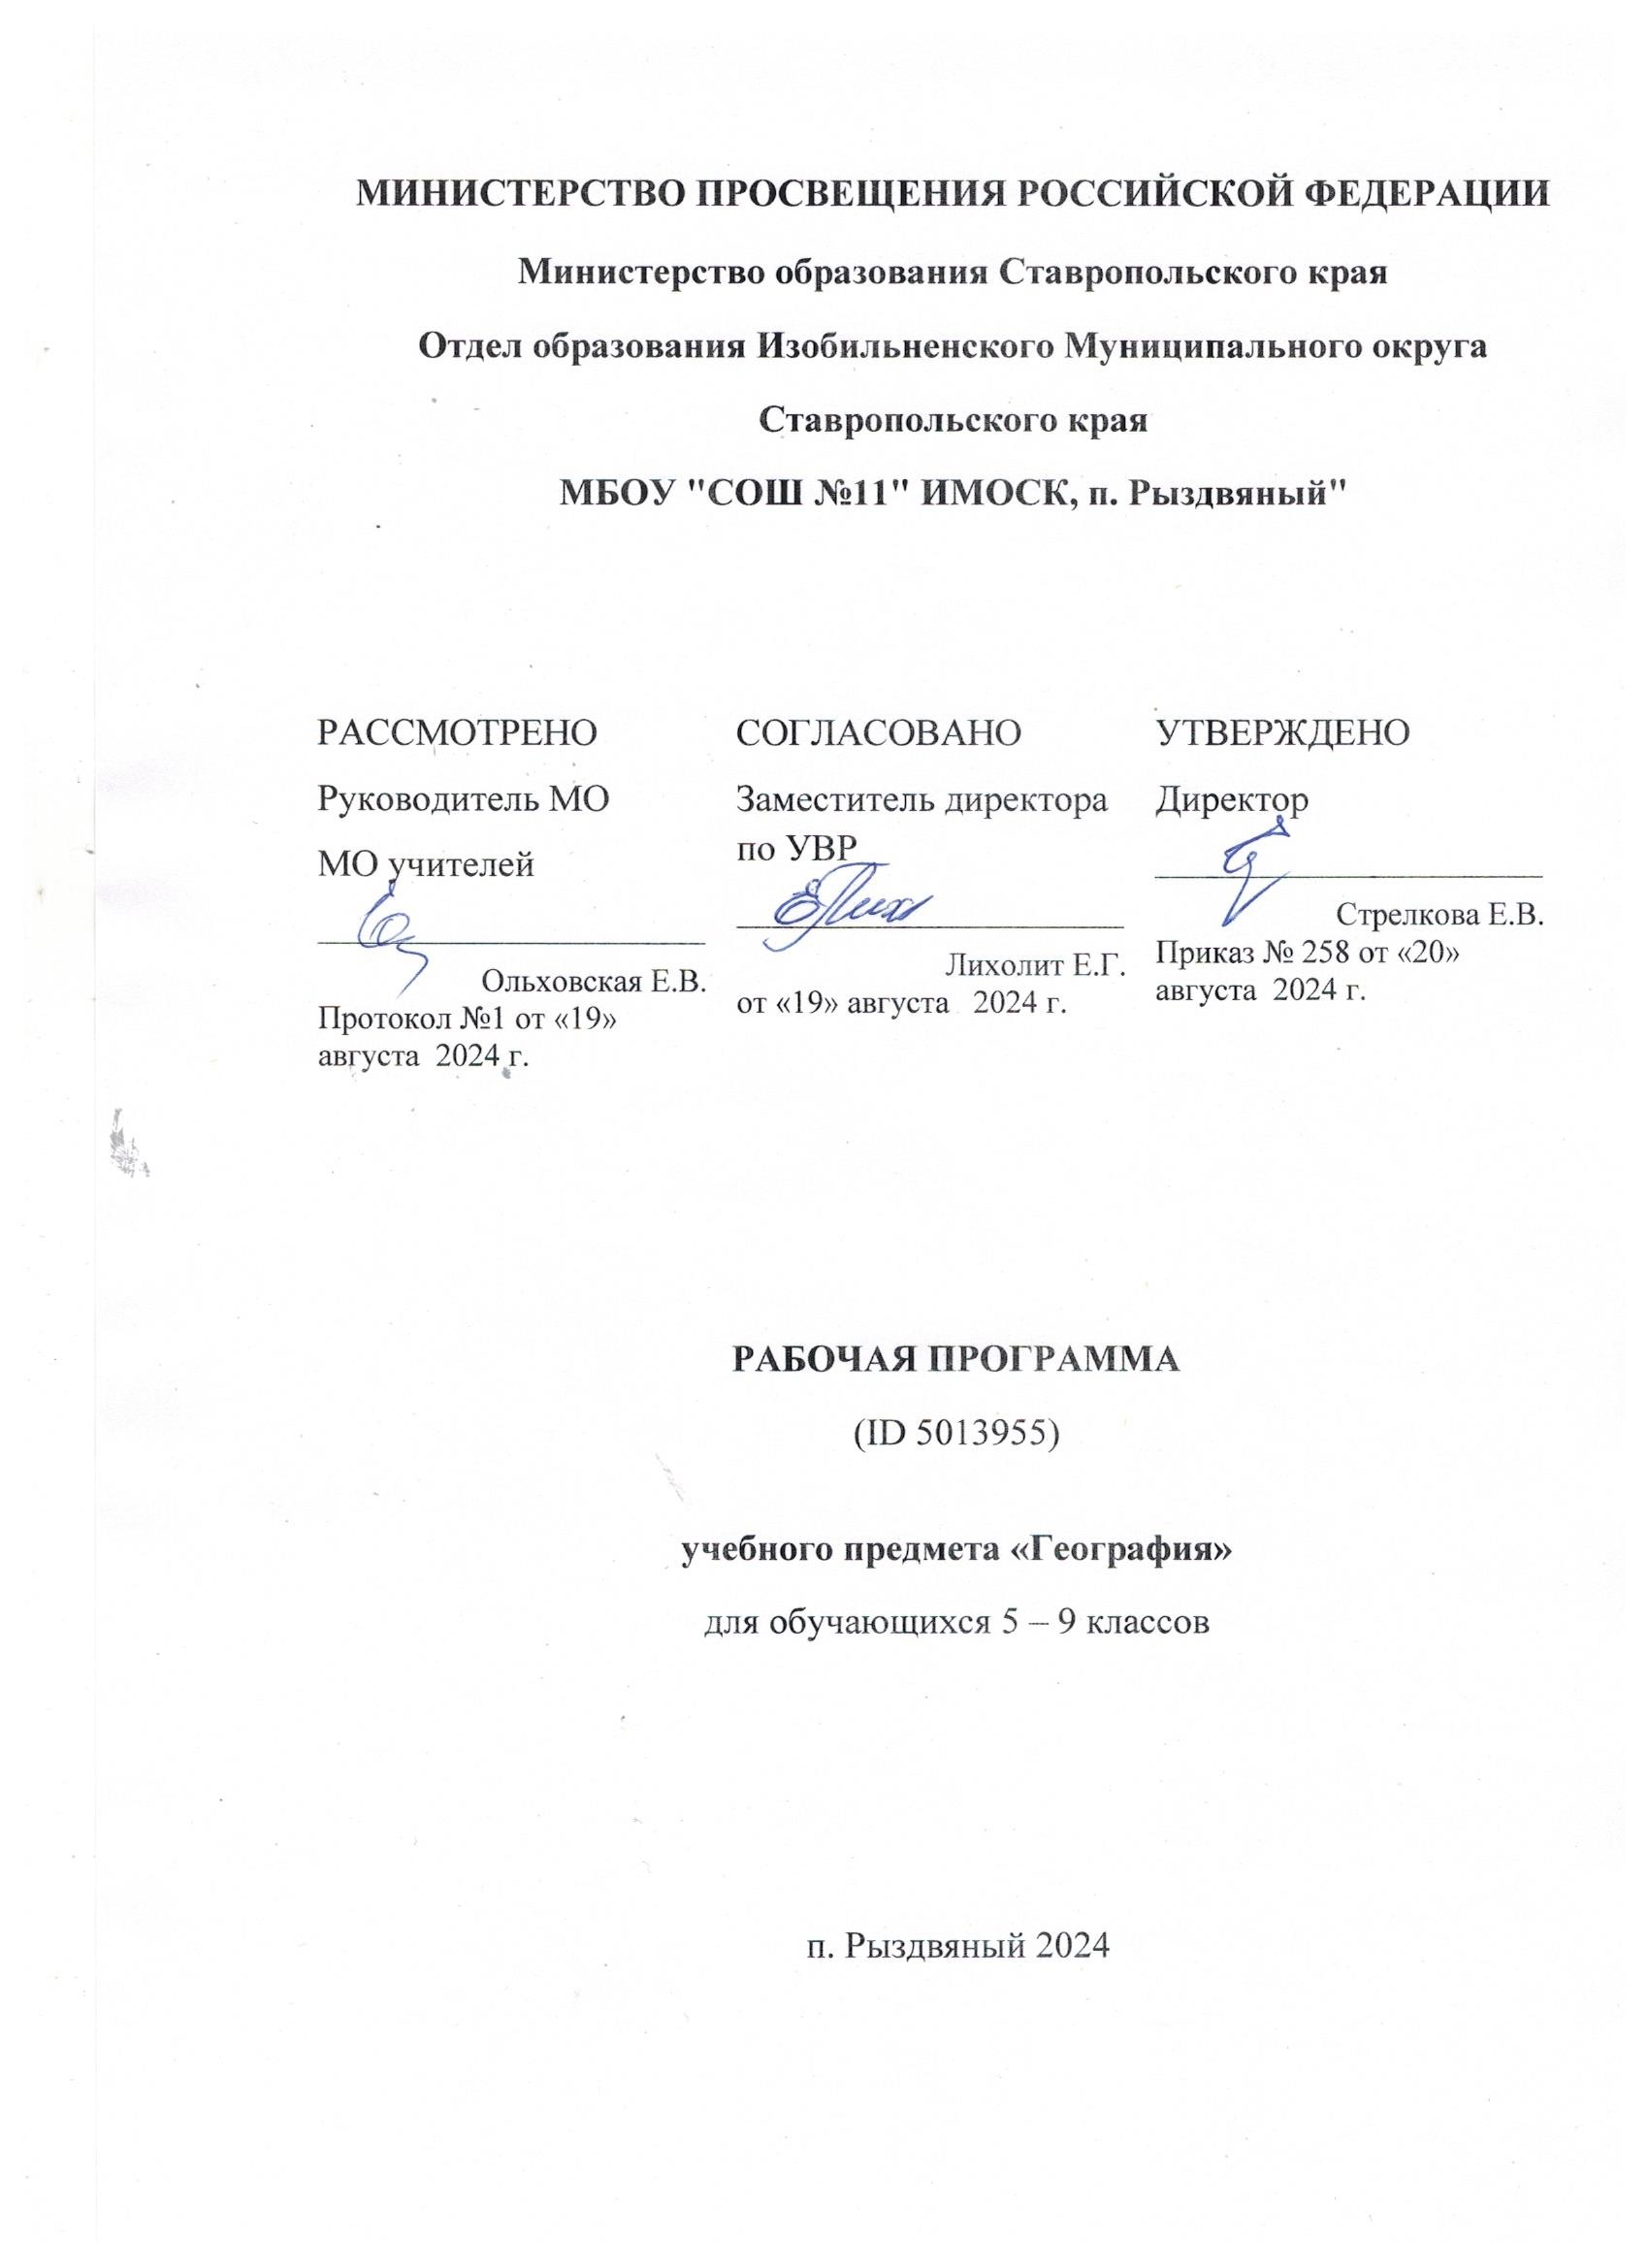 МИНИСТЕРСТВО ПРОСВЕЩЕНИЯ РОССИЙСКОЙ ФЕДЕРАЦИИ
Министерство образования Ставропольского края
Отдел образования Изобильненского Муниципального округа
Ставропольского края
МБОУ "СОШ №11" ИМОСК, п. Рыздвяный"
РАССМОТРЕНО
Руководитель МО
МО учителей
Ольховская Е.В.
Протокол №1 от «19»
августа 2024 г.
СОГЛАСОВАНО
Заместитель директора
по УВР
Лихолит Е.Г.
от «19» августа 2024 г.
УТВЕРЖДЕНО
Директор
Стрелкова Е.В.
Приказ № 258 от «20»
августа 2024 г.
РАБОЧАЯ ПРОГРАММА
(ID 5013955)
учебного предмета «География»
для обучающихся 5 – 9 классов
п. Рыздвяный 2024